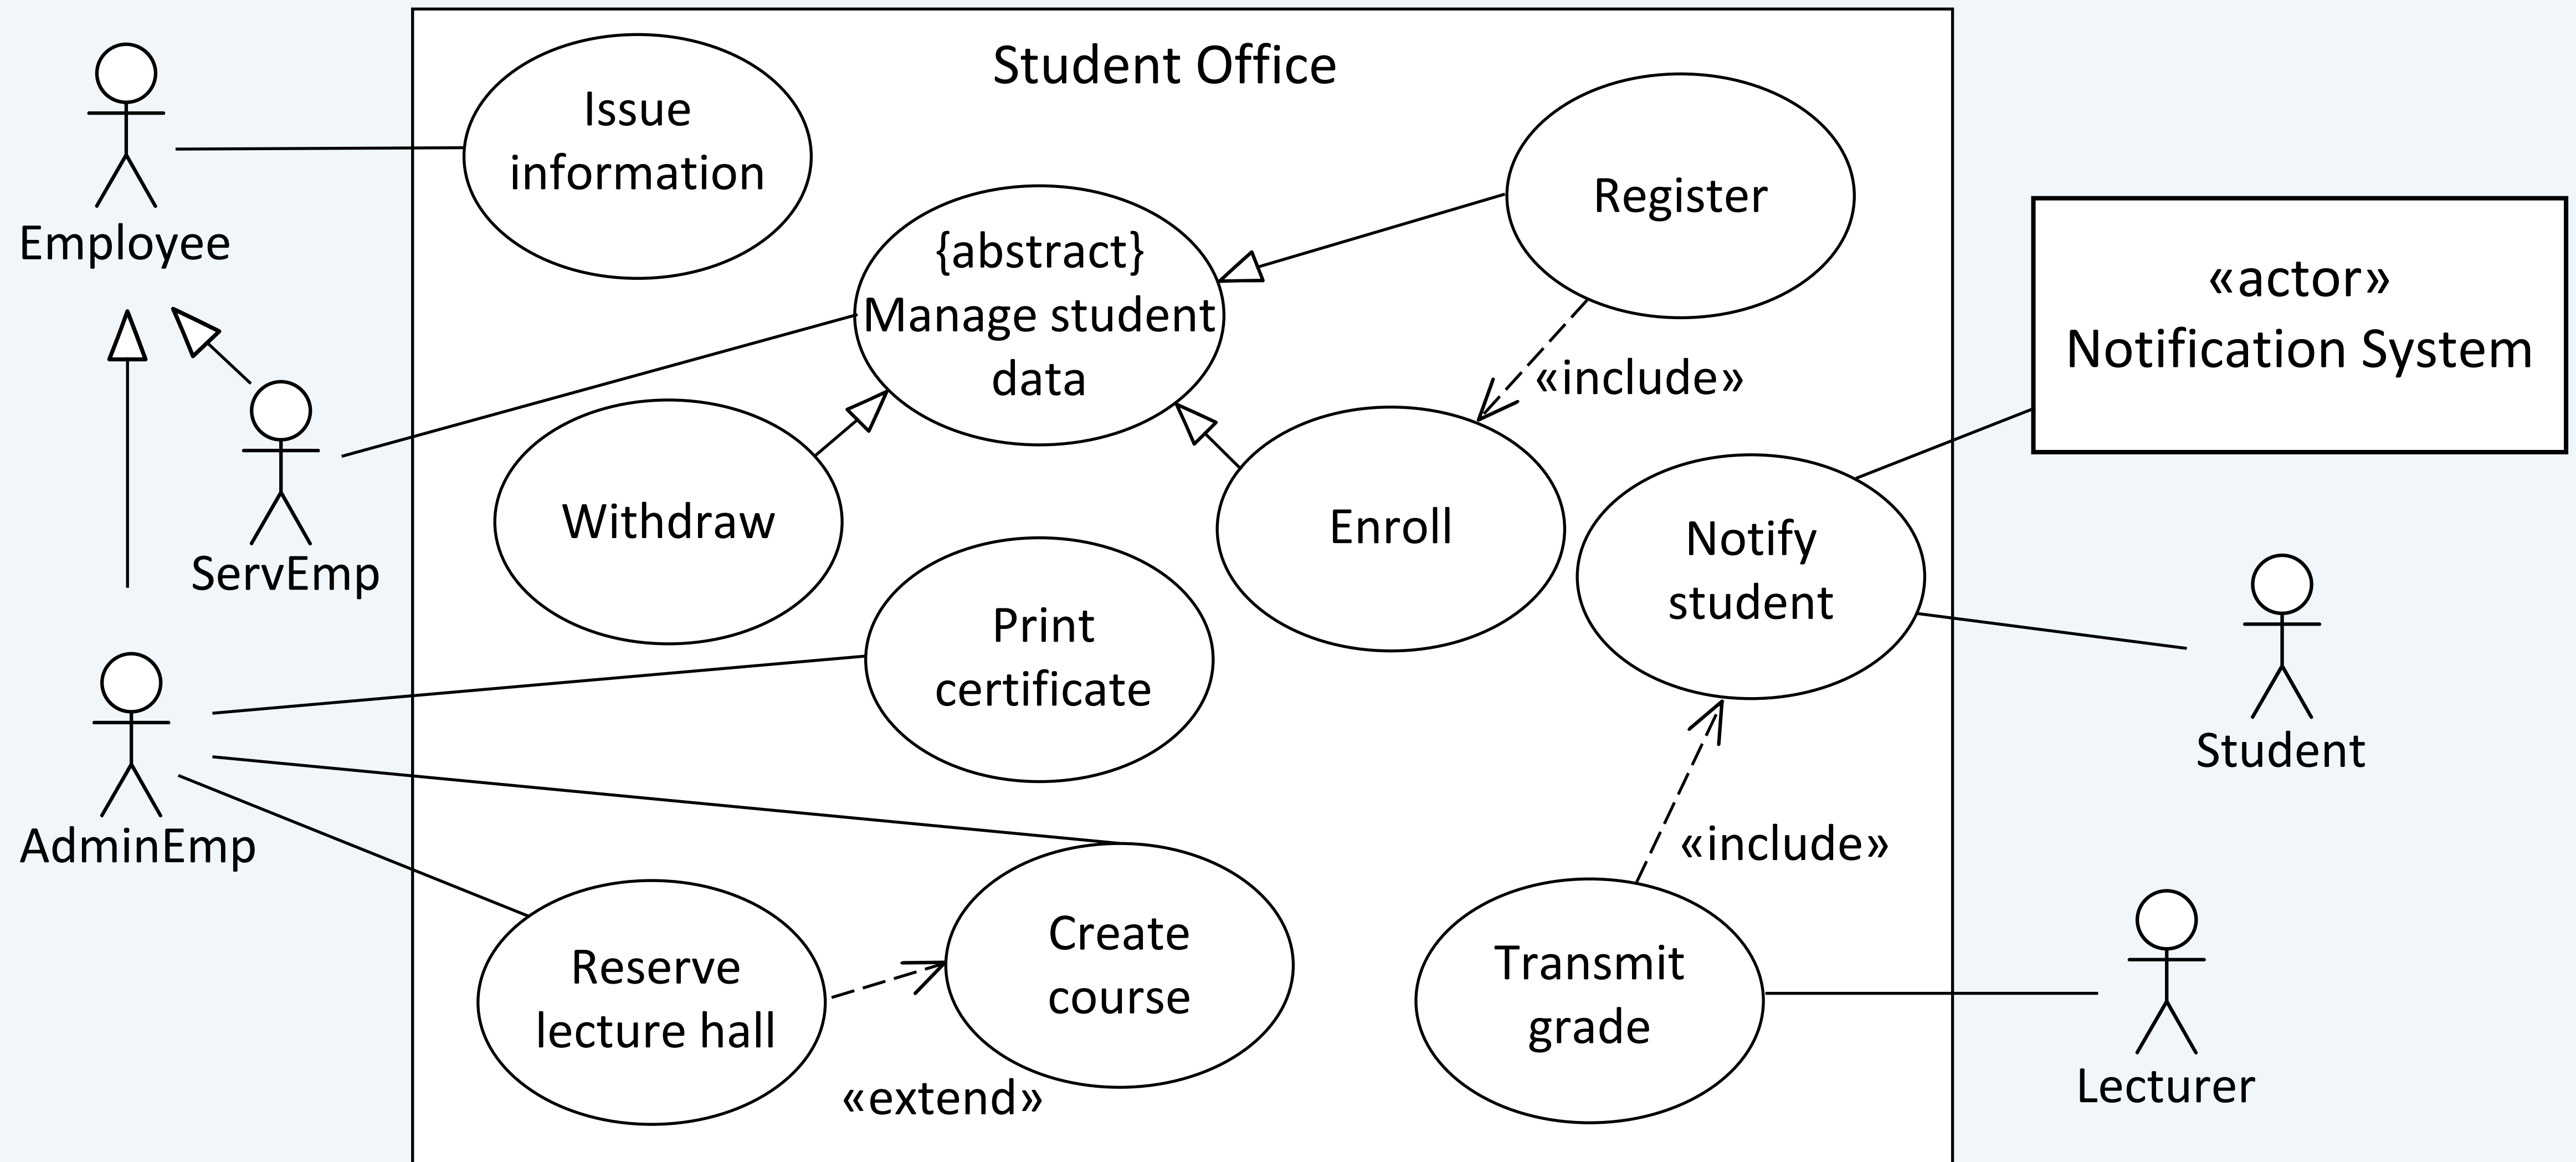 Student Office
Employee
Issue
information
{abstract}
Manage student
data
Register
«include»
«actor»
Notification System
ServEmp
Withdraw
Enroll
Notify
student
Print
certificate
Student
AdminEmp
«include»
Reserve
lecture hall
«extend»
Create
course
Transmit
grade
Lecturer